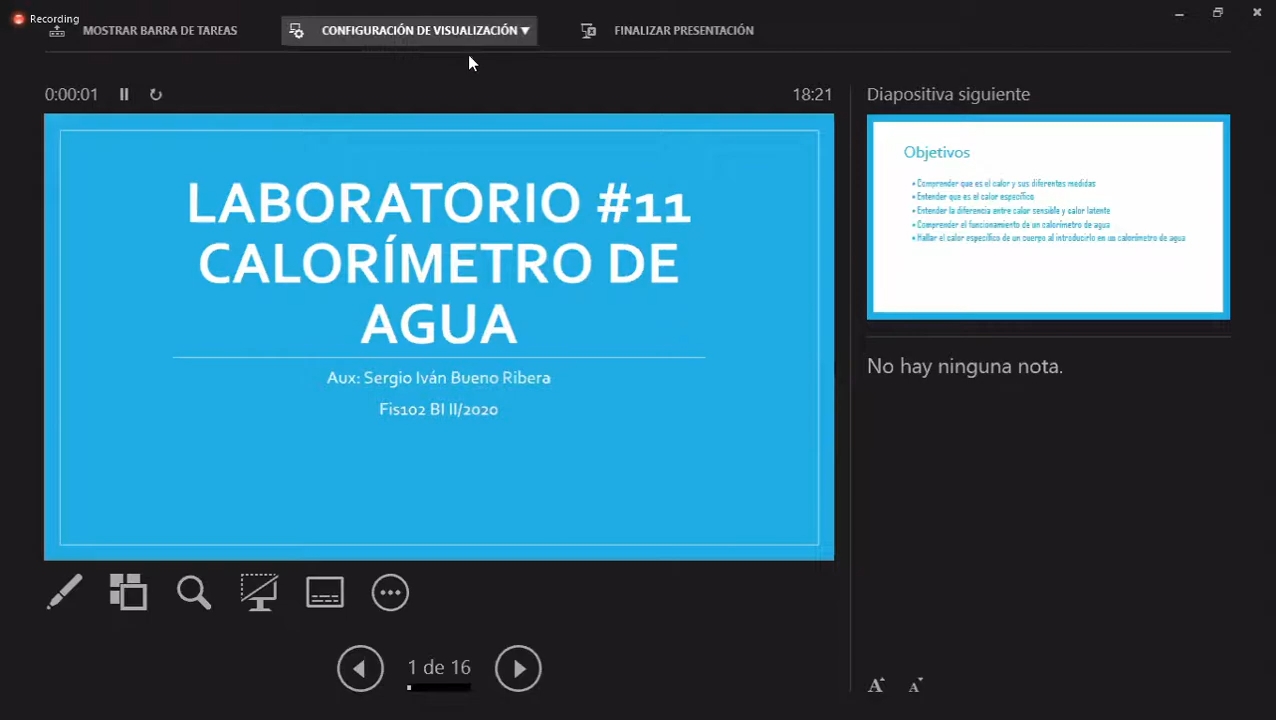 Recording
MOSTRAR BARRA DE TAREAS
CONFIGURACIÓN DE VISUALIZACIÓN ▼
FINALIZAR PRESENTACIÓN
0:00:01
18:21
LABORATORIO #11
CALORÍMETRO DE
AGUA
Aux: Sergio Iván Bueno Ribera
Fis102 BI II/2020
Diapositiva siguiente
Objetivos
• Comprender que es el calor y sus diferentes medidas
• Entender que es el calor específico
• Entender la diferencia entre calor sensible y calor latente
• Comprender el funcionamiento de un calorímetro de agua
• Hallar el calor específico de un cuerpo al introducirlo en un calorímetro de agua
No hay ninguna nota.
1 de 16
A A